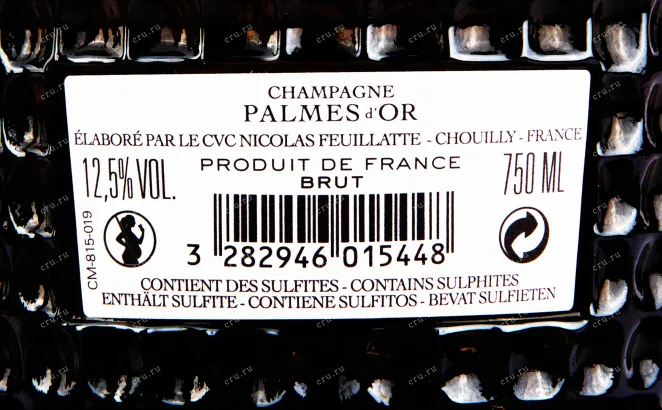 CHAMPAGNE
PALMES d'OR
ÉLABORÉ PAR LE CVC NICOLAS FEUILLATTE - CHOUILLY - FRANCE
12,5% VOL.
PRODUIT DE FRANCE
BRUT
750 ML
CM-815-019
3 282946 015448
CONTIENT DES SULFITES - CONTAINS SULPHITES
ENTHÄLT SULFITE - CONTIENE SULFITOS - BEVAT SULFIETEN
cru.ru